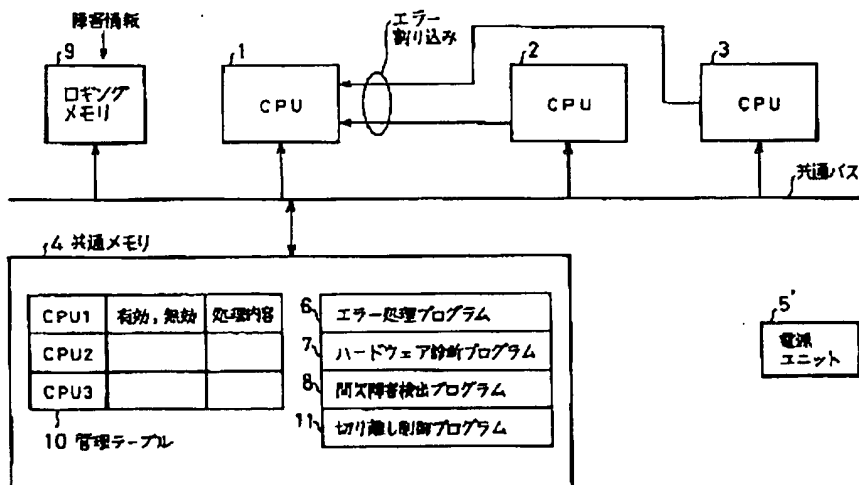 障害情報
9
ロギング
メモリ
1
CPU
エラー
割り込み
2
CPU
3
CPU
共通バス
4 共通メモリ
CPU1 有効,無効 処理内容
CPU2
CPU3
10 管理テーブル
6 エラー処理プログラム
7 ハードウェア診断プログラム
8 間欠障害検出プログラム
11 切り離し制御プログラム
5'
電源
ユニット